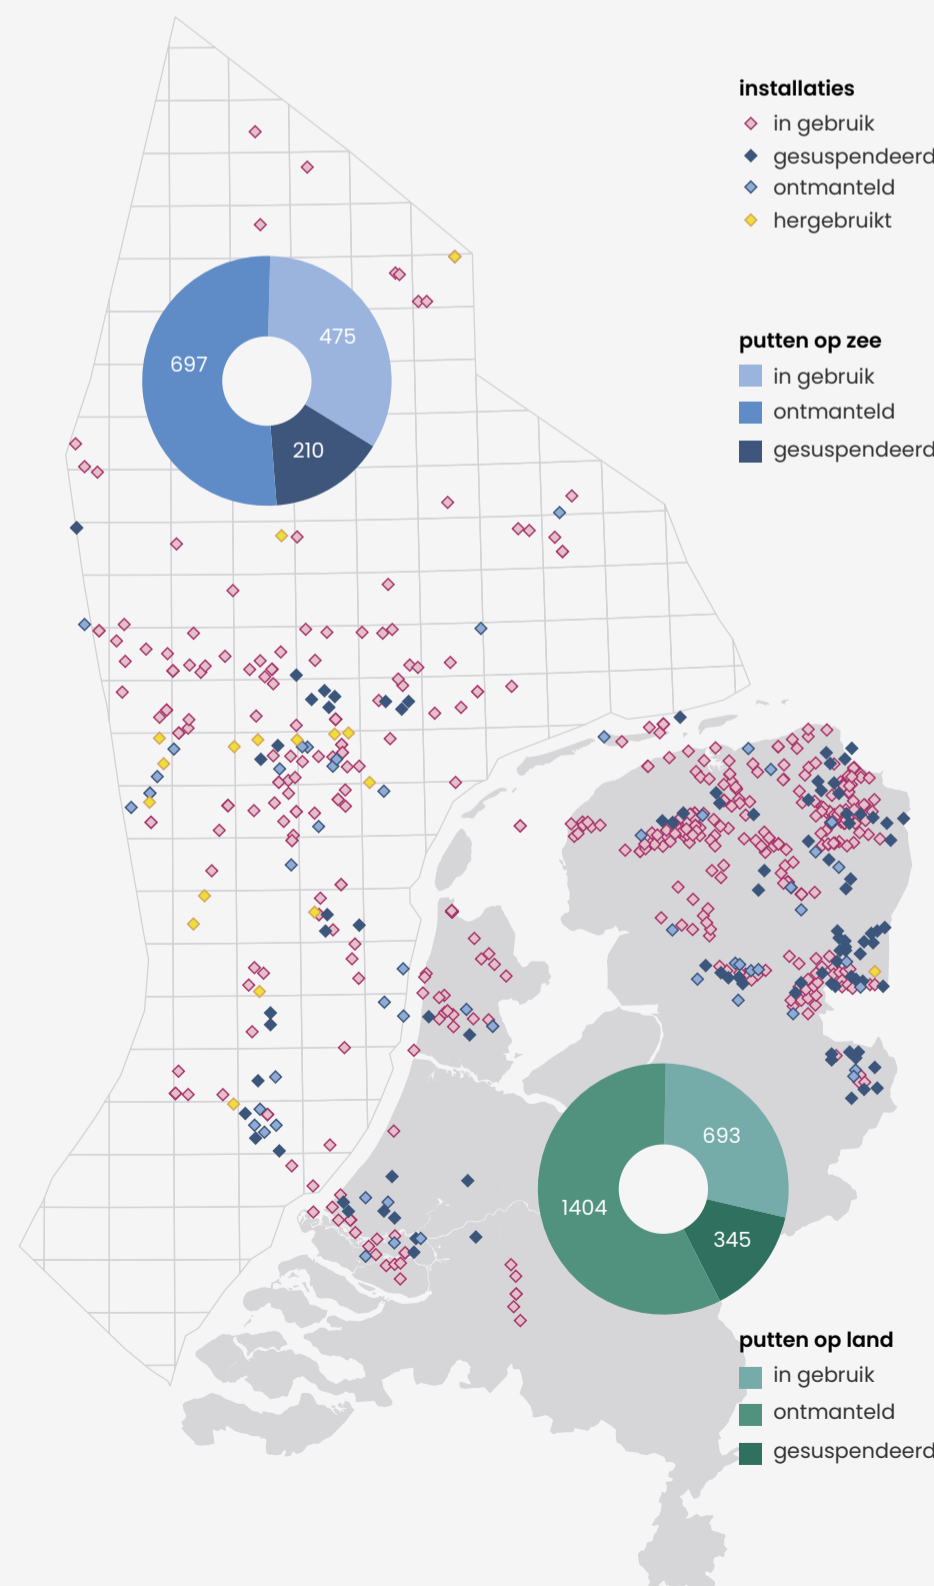 installaties
in gebruik
gesuspendeerd
ontmanteld
hergebruikt
475
697
210
putten op zee
in gebruik
ontmanteld
gesuspendeerd
693
1404
345
putten op land
in gebruik
ontmanteld
gesuspendeerd